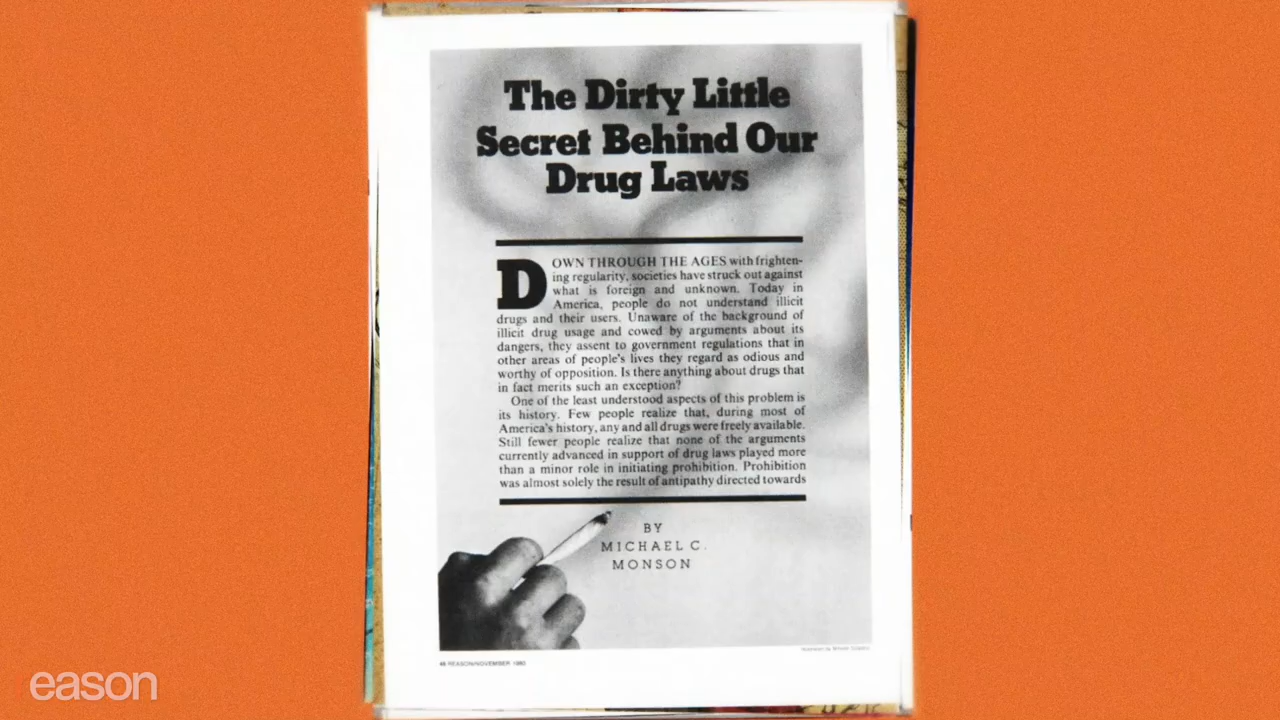 The Dirty Little
Secret Behind Our
Drug Laws
DOWN THROUGH THE AGES with frighten-
ing regularity, societies have struck out against
what is foreign and unknown. Today in
America, people do not understand illicit
drugs and their users. Unaware of the background of
illicit drug usage and cowed by arguments about its
dangers, they assent to government regulations that in
other areas of people's lives they regard as odious and
worthy of opposition. Is there anything about drugs that
in fact merits such an exception?
One of the least understood aspects of this problem is
its history. Few people realize that, during most of
America's history, any and all drugs were freely available.
Still fewer people realize that none of the arguments
currently advanced in support of drug laws played more
than a minor role in initiating prohibition. Prohibition
was almost solely the result of antipathy directed towards
BY
MICHAEL C.
MONSON
46 REASON/NOVEMBER 1980
eason